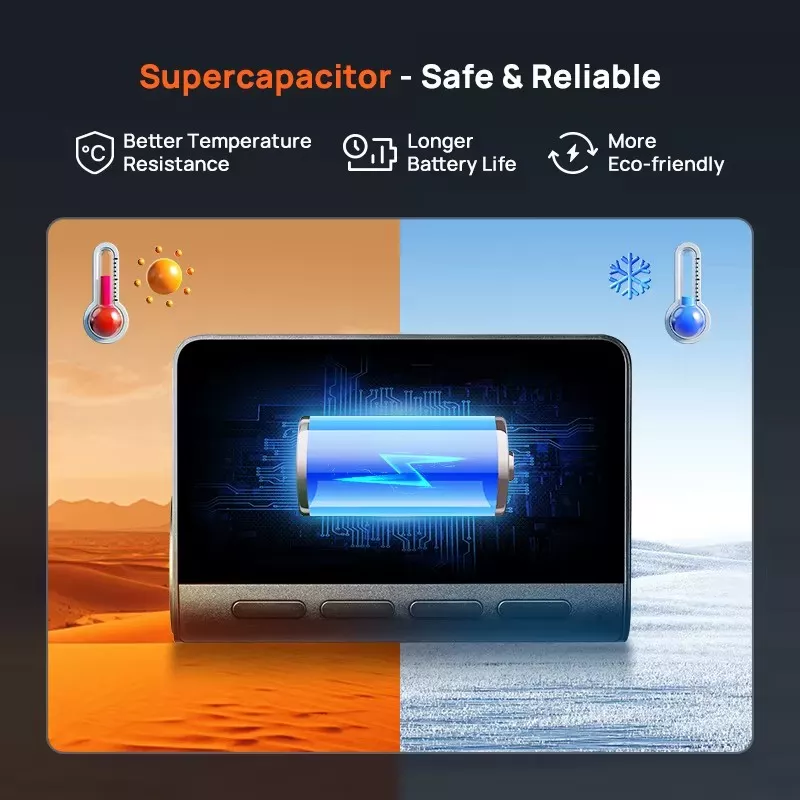 Supercapacitor - Safe & Reliable
°C
Better Temperature
Resistance
Longer
Battery Life
More
Eco-friendly